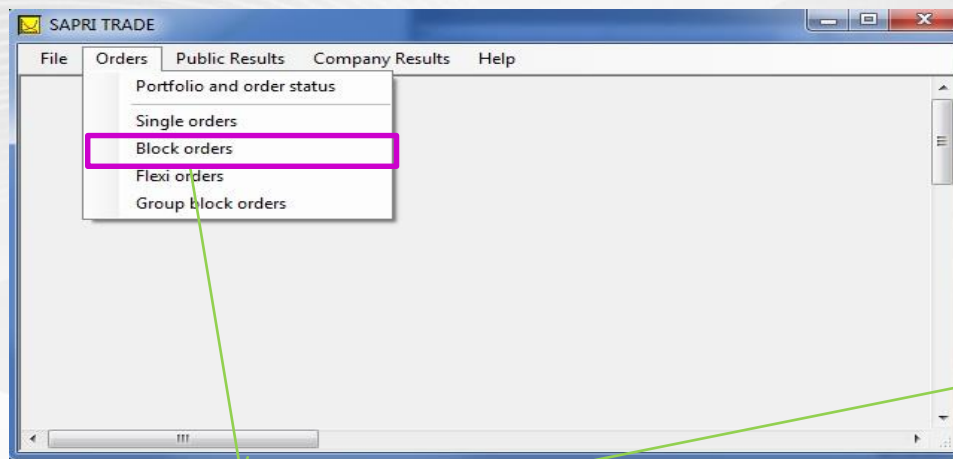 SAPRI TRADE
File Orders Public Results Company Results Help
Portfolio and order status
Single orders
Block orders
Flexi orders
Group block orders